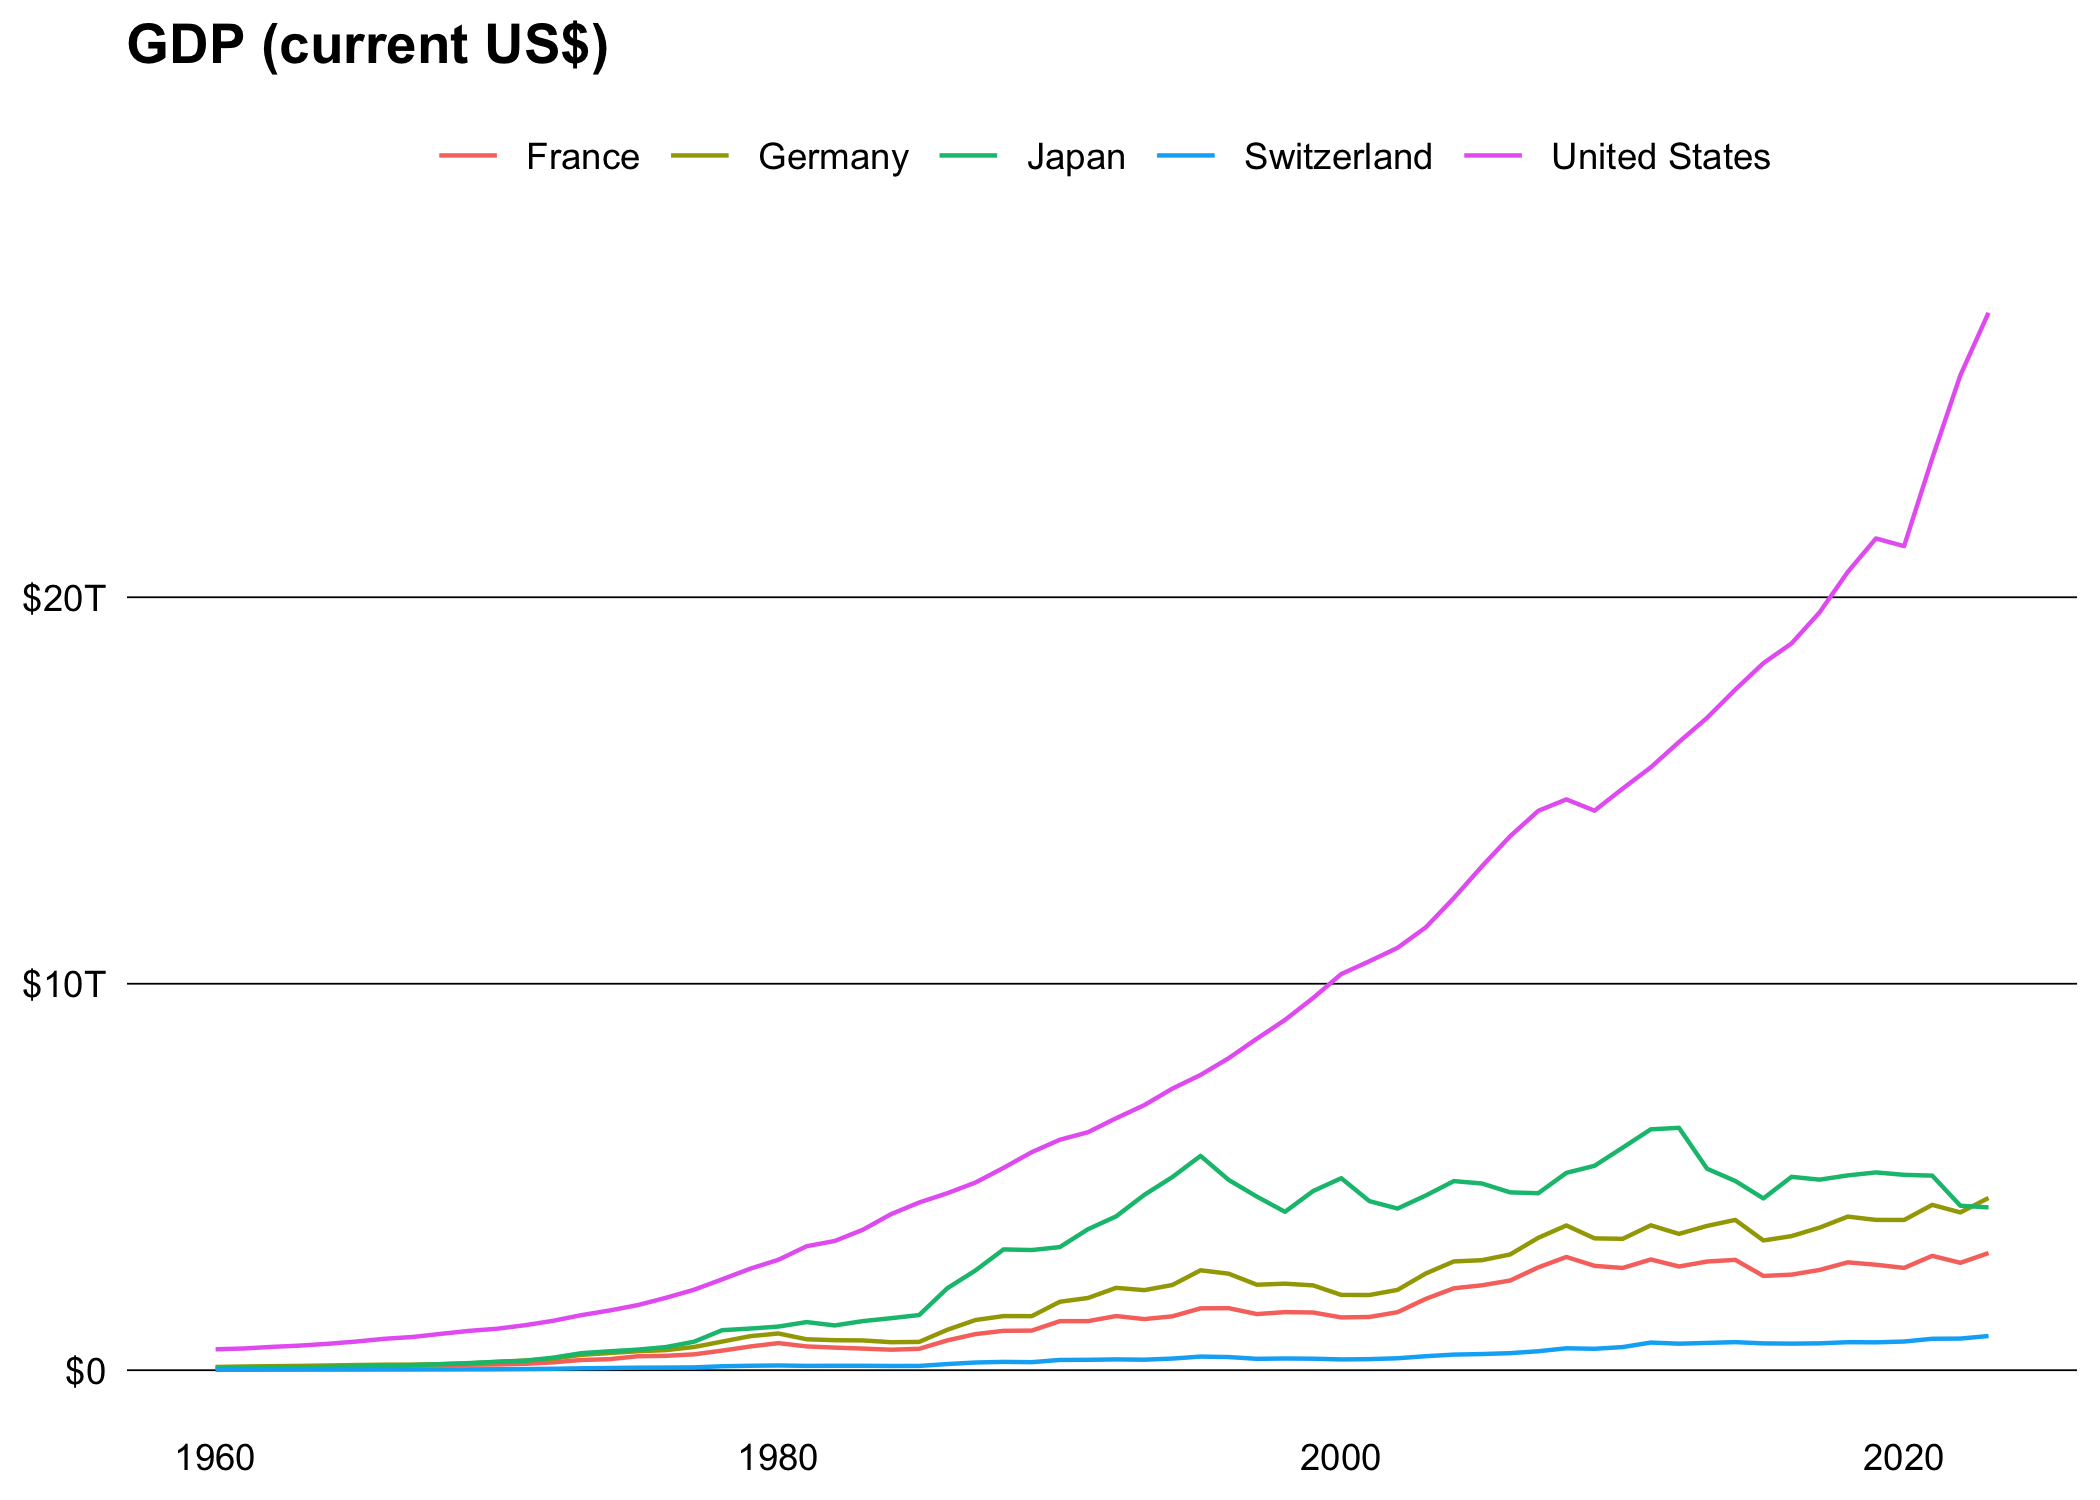 GDP (current US$)
France Germany Japan Switzerland United States
$20T
$10T
$0
1960 1980 2000 2020